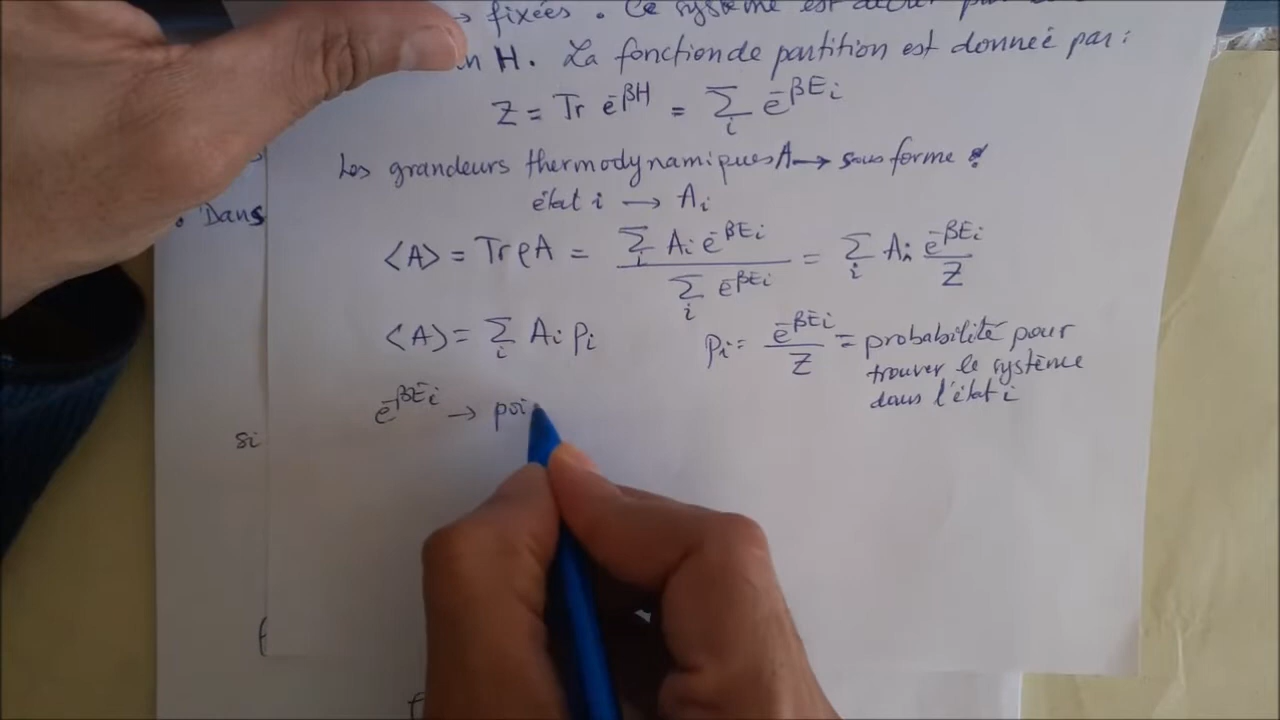 → fixées. Ce système est décrit par
n H. La fonction de partition est donnée par :
Z = Tr e^{-βH} = Σ_i e^{-βE_i}
Les grandeurs thermodynamiques A → sous forme :
état i → A_i
. Dans
<A> = Tr ρA = (Σ_i A_i e^{-βE_i}) / (Σ_i e^{-βE_i}) = Σ_i A_i e^{-βE_i} / Z
<A> = Σ_i A_i p_i
p_i = e^{-βE_i} / Z = probabilité pour
trouver le système
dans l'état i
e^{-βE_i} → poi
si